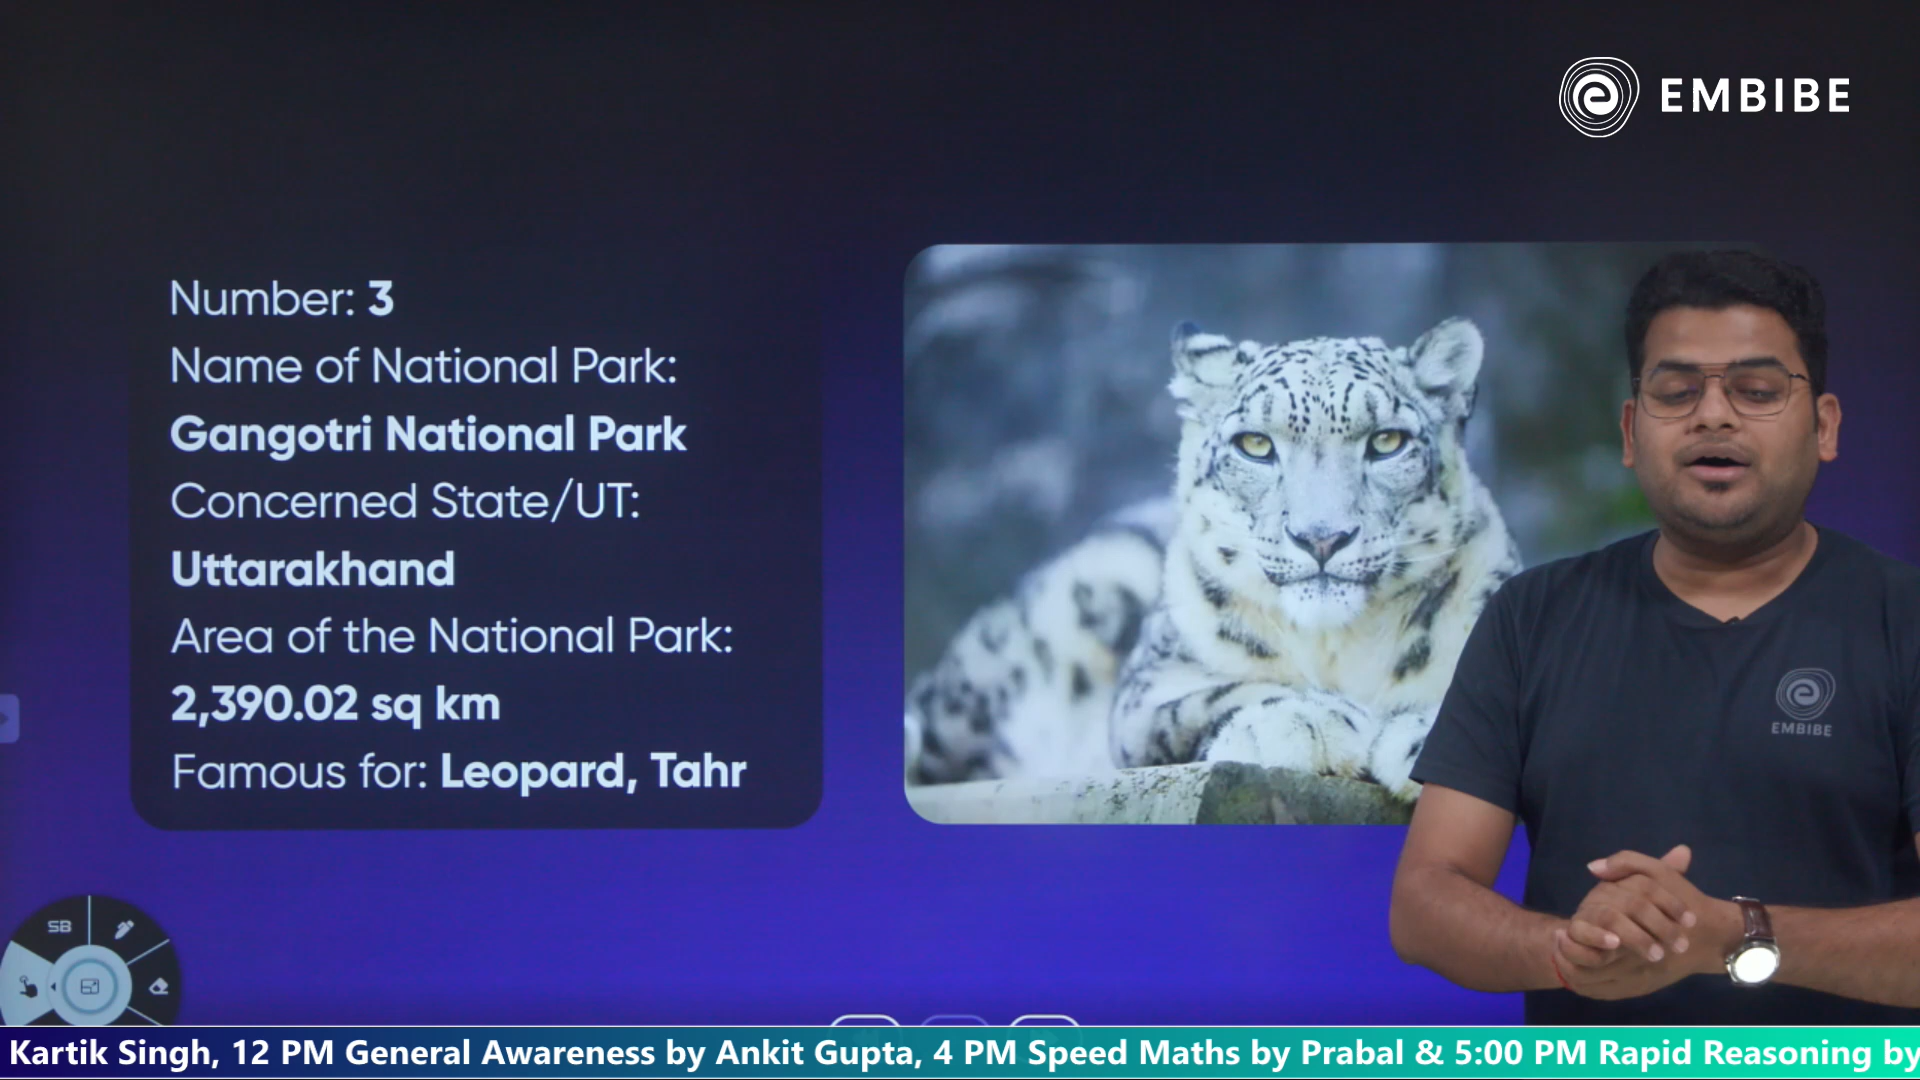 EMBIBE
Number: 3
Name of National Park:
Gangotri National Park
Concerned State/UT:
Uttarakhand
Area of the National Park:
2,390.02 sq km
Famous for: Leopard, Tahr
EMBIBE
SB
Kartik Singh, 12 PM General Awareness by Ankit Gupta, 4 PM Speed Maths by Prabal & 5:00 PM Rapid Reasoning by